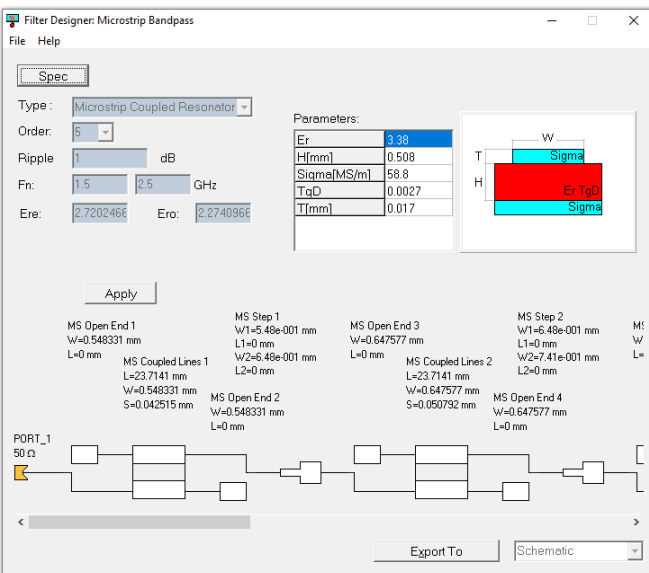 Filter Designer: Microstrip Bandpass
File Help
Spec
Type : Microstrip Coupled Resonator
Order: 5
Ripple 1 dB
Fn: 1.5 2.5 GHz
Ere: 2.7202466 Ero: 2.2740966
Parameters:
Er 3.38
H[mm] 0.508
Sigma[MS/m] 58.8
TgD 0.0027
T[mm] 0.017
W
T Sigma
H Er TgD
Sigma
Apply
MS Open End 1
W=0.548331 mm
L=0 mm
MS Coupled Lines 1
L=23.7141 mm
W=0.548331 mm
S=0.042515 mm
MS Step 1
W1=5.48e-001 mm
L1=0 mm
W2=6.48e-001 mm
L2=0 mm
MS Open End 2
W=0.548331 mm
L=0 mm
MS Open End 3
W=0.647577 mm
L=0 mm
MS Coupled Lines 2
L=23.7141 mm
W=0.647577 mm
S=0.050792 mm
MS Step 2
W1=6.48e-001 mm
L1=0 mm
W2=7.41e-001 mm
L2=0 mm
MS Open End 4
W=0.647577 mm
L=0 mm
MS
W
L=
PORT_1
50 Ω
Export To
Schematic